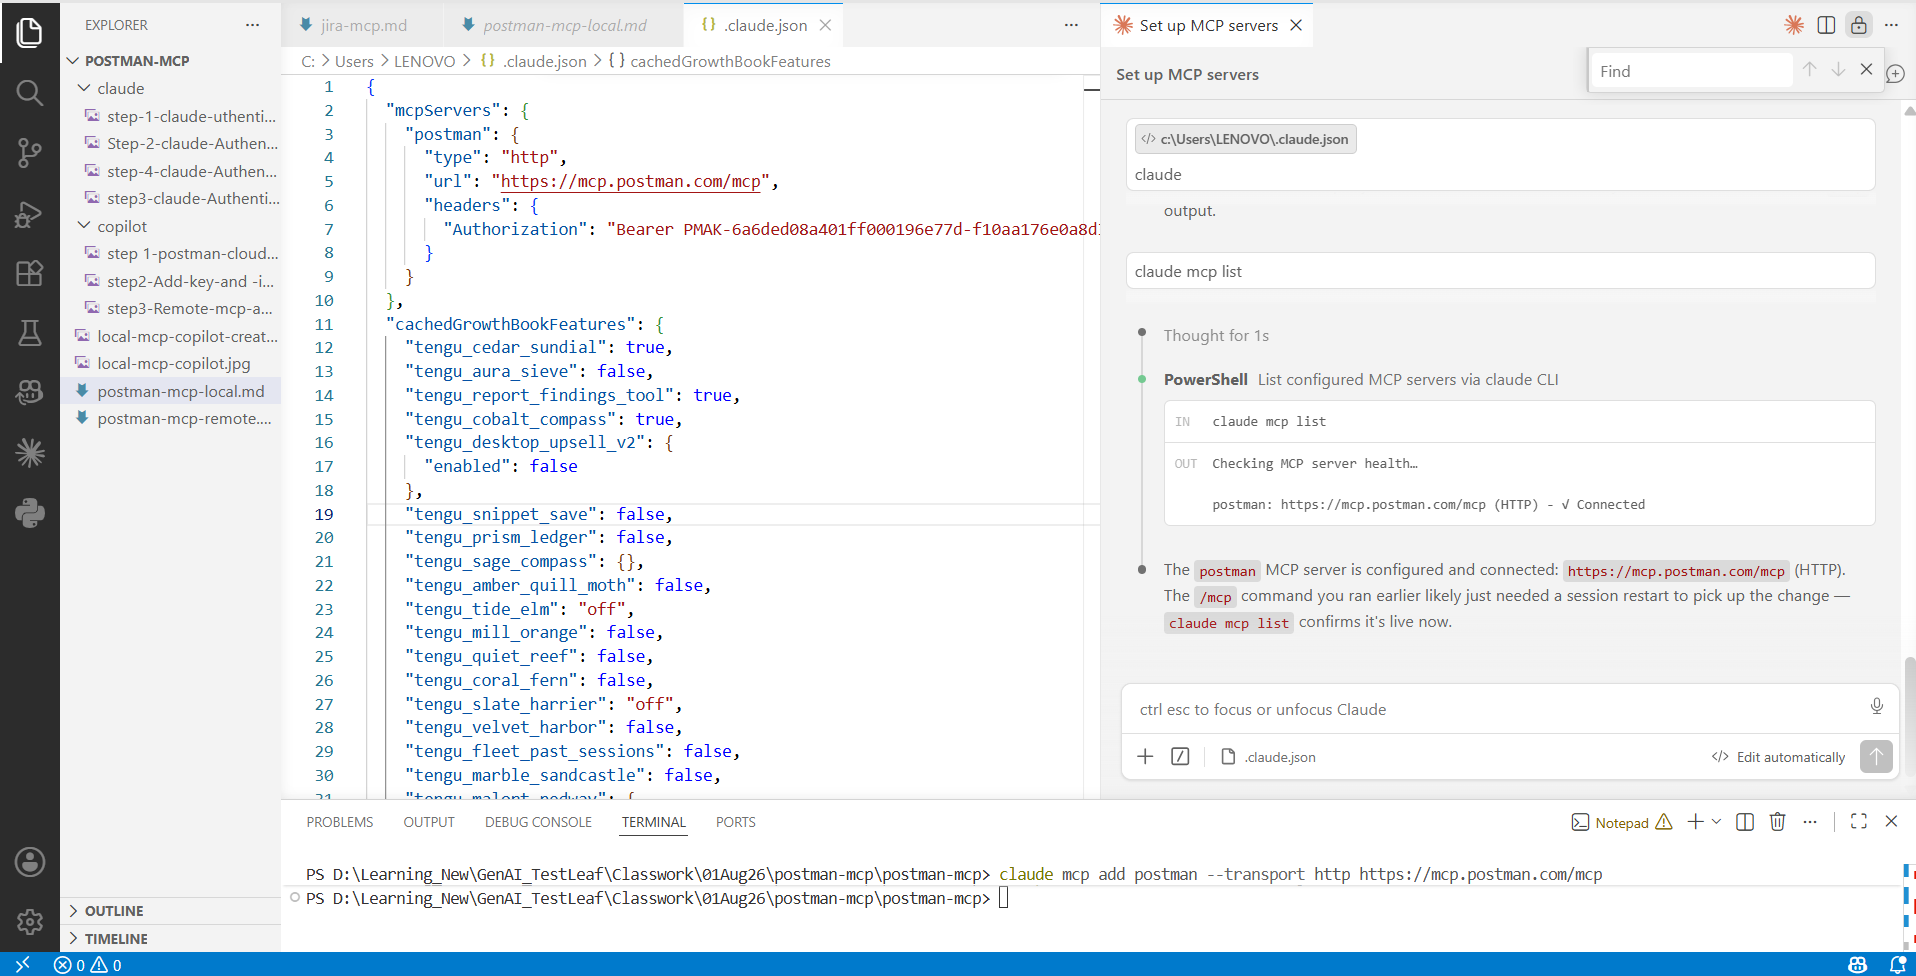 EXPLORER
POSTMAN-MCP
claude
step-1-claude-uthenti...
Step-2-claude-Authen...
step-4-claude-Authen...
step3-claude-Authenti...
copilot
step 1-postman-cloud...
step2-Add-key-and -i...
step3-Remote-mcp-a...
local-mcp-copilot-creat...
local-mcp-copilot.jpg
postman-mcp-local.md
postman-mcp-remote....
OUTLINE
TIMELINE
jira-mcp.md
postman-mcp-local.md
{} .claude.json
C: > Users > LENOVO > {} .claude.json > {} cachedGrowthBookFeatures
1 {
2 "mcpServers": {
3 "postman": {
4 "type": "http",
5 "url": "https://mcp.postman.com/mcp",
6 "headers": {
7 "Authorization": "Bearer PMAK-6a6ded08a401ff000196e77d-f10aa176e0a8d
8 }
9 }
10 },
11 "cachedGrowthBookFeatures": {
12 "tengu_cedar_sundial": true,
13 "tengu_aura_sieve": false,
14 "tengu_report_findings_tool": true,
15 "tengu_cobalt_compass": true,
16 "tengu_desktop_upsell_v2": {
17 "enabled": false
18 },
19 "tengu_snippet_save": false,
20 "tengu_prism_ledger": false,
21 "tengu_sage_compass": {},
22 "tengu_amber_quill_moth": false,
23 "tengu_tide_elm": "off",
24 "tengu_mill_orange": false,
25 "tengu_quiet_reef": false,
26 "tengu_coral_fern": false,
27 "tengu_slate_harrier": "off",
28 "tengu_velvet_harbor": false,
29 "tengu_fleet_past_sessions": false,
30 "tengu_marble_sandcastle": false,
Set up MCP servers
Set up MCP servers
Find
c:\Users\LENOVO\.claude.json
claude
output.
claude mcp list
Thought for 1s
PowerShell List configured MCP servers via claude CLI
IN claude mcp list
OUT Checking MCP server health…
postman: https://mcp.postman.com/mcp (HTTP) - √ Connected
The postman MCP server is configured and connected: https://mcp.postman.com/mcp (HTTP).
The /mcp command you ran earlier likely just needed a session restart to pick up the change —
claude mcp list confirms it's live now.
ctrl esc to focus or unfocus Claude
.claude.json
</> Edit automatically
PROBLEMS OUTPUT DEBUG CONSOLE TERMINAL PORTS
Notepad
PS D:\Learning_New\GenAI_TestLeaf\Classwork\01Aug26\postman-mcp\postman-mcp> claude mcp add postman --transport http https://mcp.postman.com/mcp
PS D:\Learning_New\GenAI_TestLeaf\Classwork\01Aug26\postman-mcp\postman-mcp>
0 0